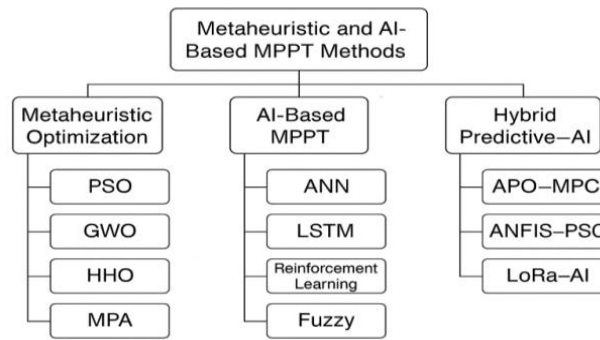 Metaheuristic and AI-
Based MPPT Methods
Metaheuristic
Optimization
PSO
GWO
HHO
MPA
AI-Based
MPPT
ANN
LSTM
Reinforcement
Learning
Fuzzy
Hybrid
Predictive–AI
APO–MPC
ANFIS–PSO
LoRa–AI